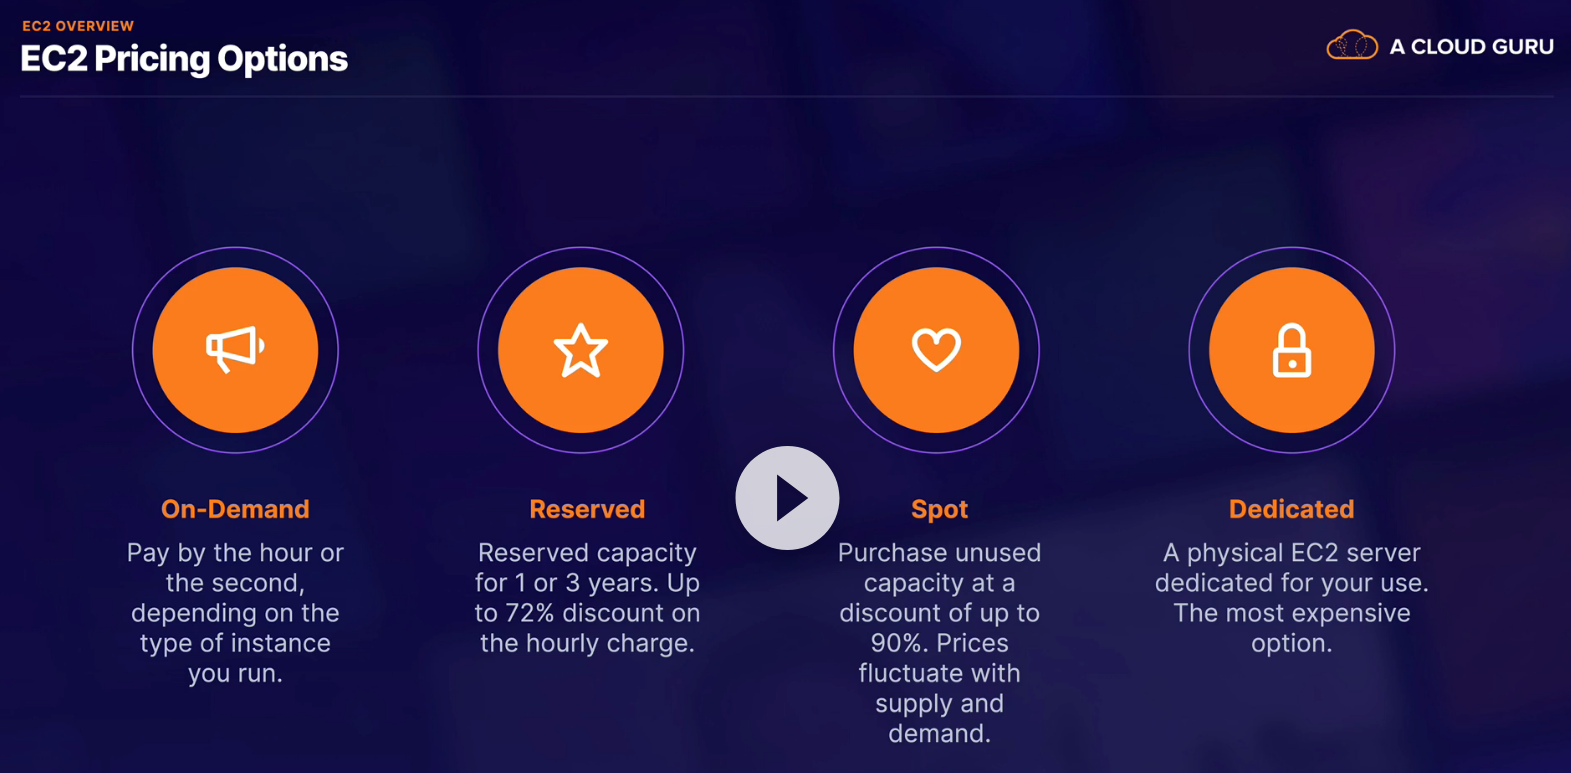 EC2 OVERVIEW
EC2 Pricing Options
A CLOUD GURU
On-Demand
Pay by the hour or
the second,
depending on the
type of instance
you run.
Reserved
Reserved capacity
for 1 or 3 years. Up
to 72% discount on
the hourly charge.
Spot
Purchase unused
capacity at a
discount of up to
90%. Prices
fluctuate with
supply and
demand.
Dedicated
A physical EC2 server
dedicated for your use.
The most expensive
option.